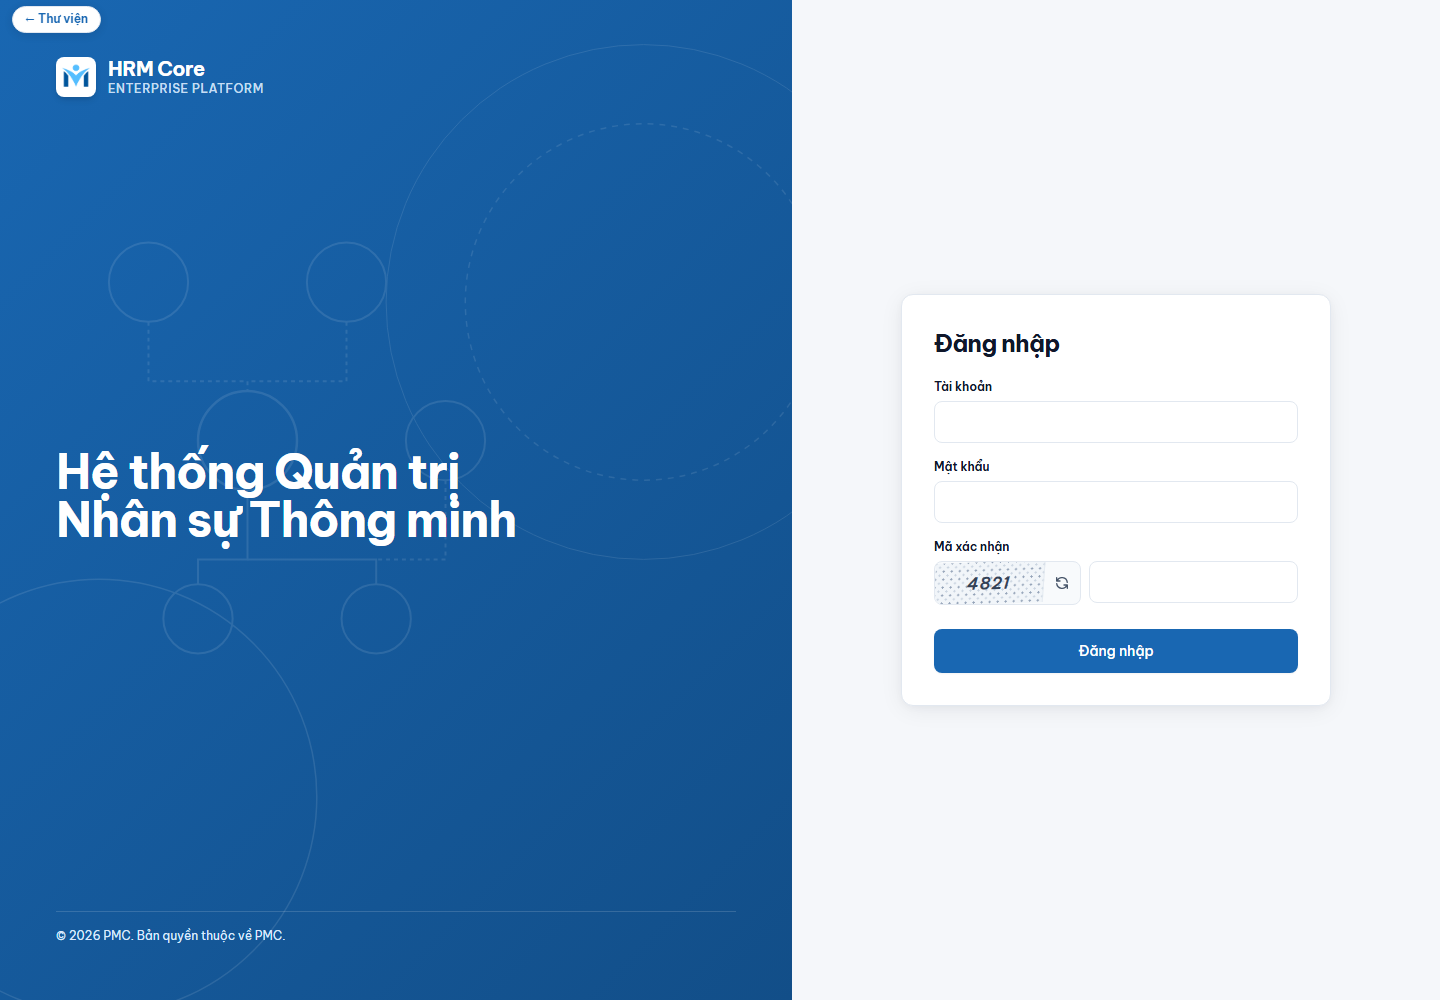 ← Thư viện
HRM Core
ENTERPRISE PLATFORM
Hệ thống Quản trị
Nhân sự Thông minh
© 2026 PMC. Bản quyền thuộc về PMC.
Đăng nhập
Tài khoản
Mật khẩu
Mã xác nhận
4821
Đăng nhập